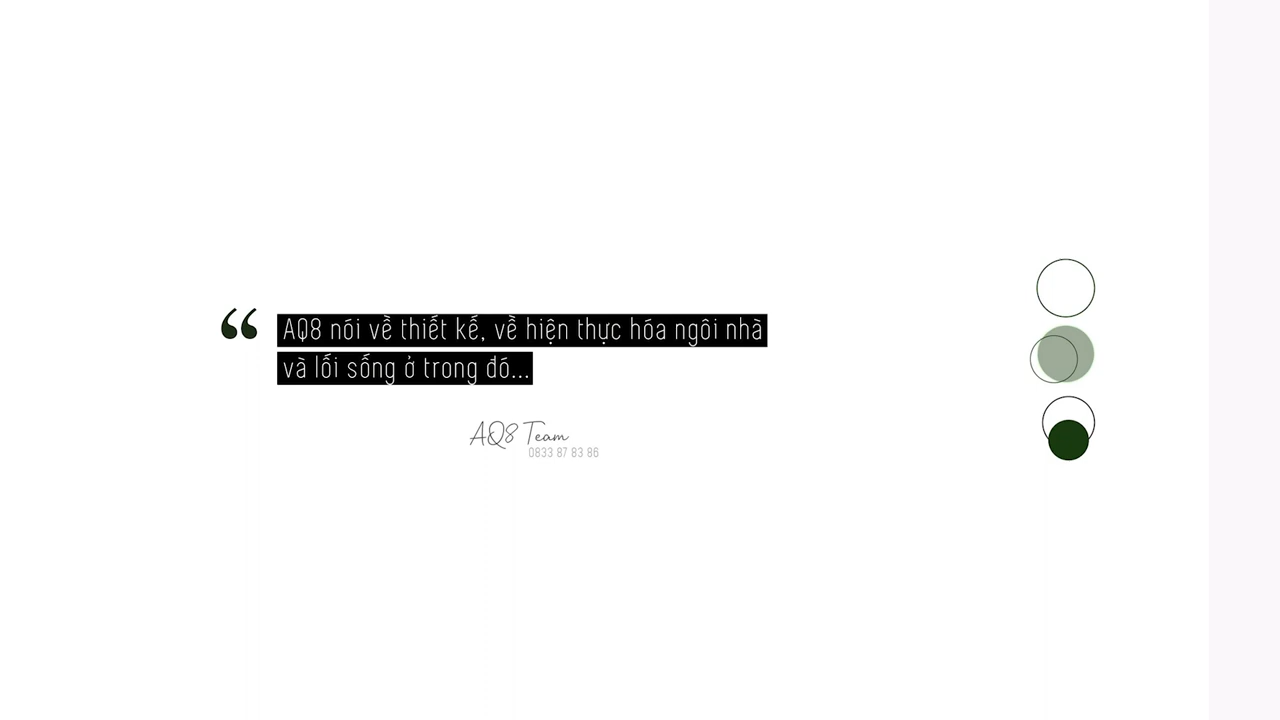 “
AQ8 nói về thiết kế, về hiện thực hóa ngôi nhà
và lối sống ở trong đó...
AQ8 Team
0833 87 83 86